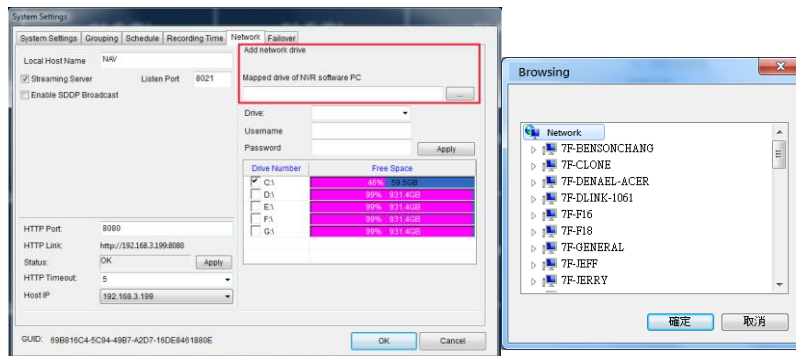 System Settings
System Settings Grouping Schedule Recording Time Network Failover
Local Host Name NAV
Streaming Server Listen Port 8021
Enable SDDP Broadcast
HTTP Port: 8080
HTTP Link: http://192.168.3.199:8080
Status: OK Apply
HTTP Timeout: 5
Host IP 192.168.3.199
Add network drive
Mapped drive of NVR software PC
...
Drive:
Username
Password Apply
Drive Number Free Space
C:\ 46% 59.5GB
D:\ 99% 931.4GB
E:\ 99% 931.4GB
F:\ 99% 931.4GB
G:\ 99% 931.4GB
GUID: 69B816C4-5C94-49B7-A2D7-16DE8461880E
OK Cancel
Browsing
Network
7F-BENSONCHANG
7F-CLONE
7F-DENAEL-ACER
7F-DLINK-1061
7F-F16
7F-F18
7F-GENERAL
7F-JEFF
7F-JERRY
確定 取消